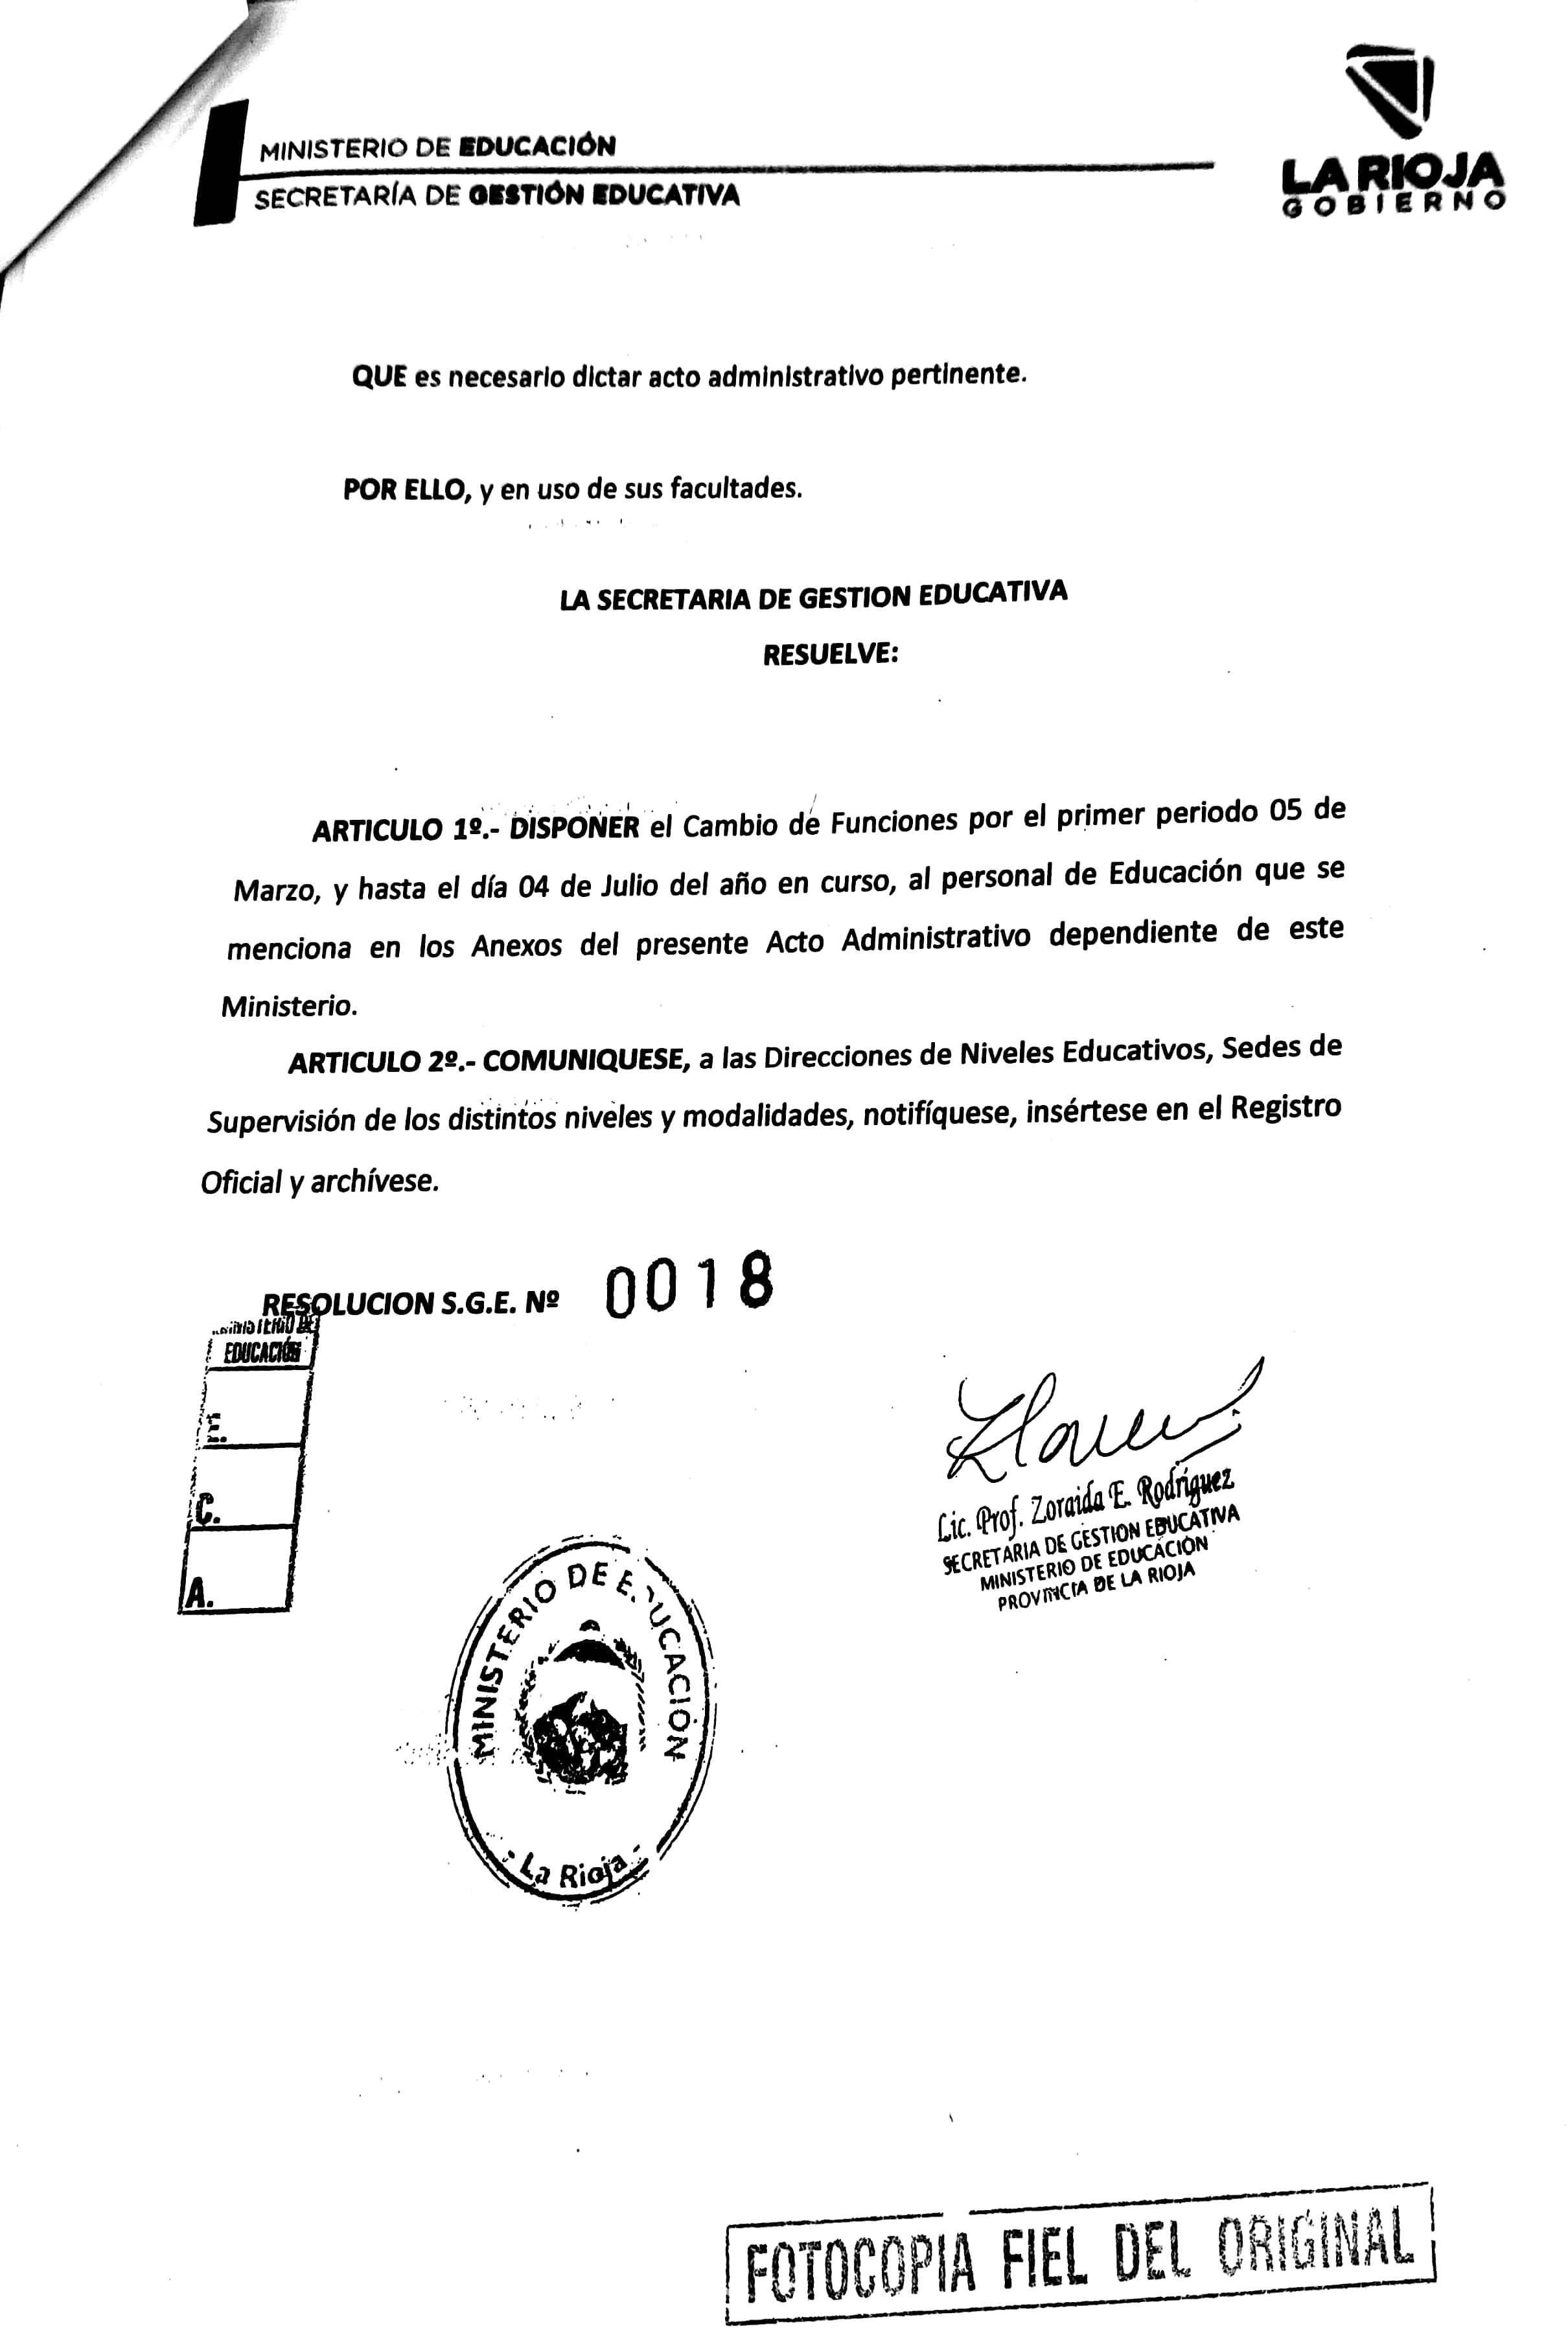 MINISTERIO DE EDUCACIÓN
SECRETARÍA DE GESTIÓN EDUCATIVA
LA RIOJA
GOBIERNO
QUE es necesario dictar acto administrativo pertinente.
POR ELLO, y en uso de sus facultades.
LA SECRETARIA DE GESTION EDUCATIVA
RESUELVE:
ARTICULO 1º.- DISPONER el Cambio de Funciones por el primer periodo 05 de
Marzo, y hasta el día 04 de Julio del año en curso, al personal de Educación que se
menciona en los Anexos del presente Acto Administrativo dependiente de este
Ministerio.
ARTICULO 2º.- COMUNIQUESE, a las Direcciones de Niveles Educativos, Sedes de
Supervisión de los distintos niveles y modalidades, notifíquese, insértese en el Registro
Oficial y archívese.
RESOLUCION S.G.E. Nº 0018
MINISTERIO DE
EDUCACIÓN
E.
C.
A.
Lic. Prof. Zoraida E. Rodríguez
SECRETARIA DE GESTION EDUCATIVA
MINISTERIO DE EDUCACIÓN
PROVINCIA DE LA RIOJA
MINISTERIO DE EDUCACIÓN
- La Rioja -
FOTOCOPIA FIEL DEL ORIGINAL